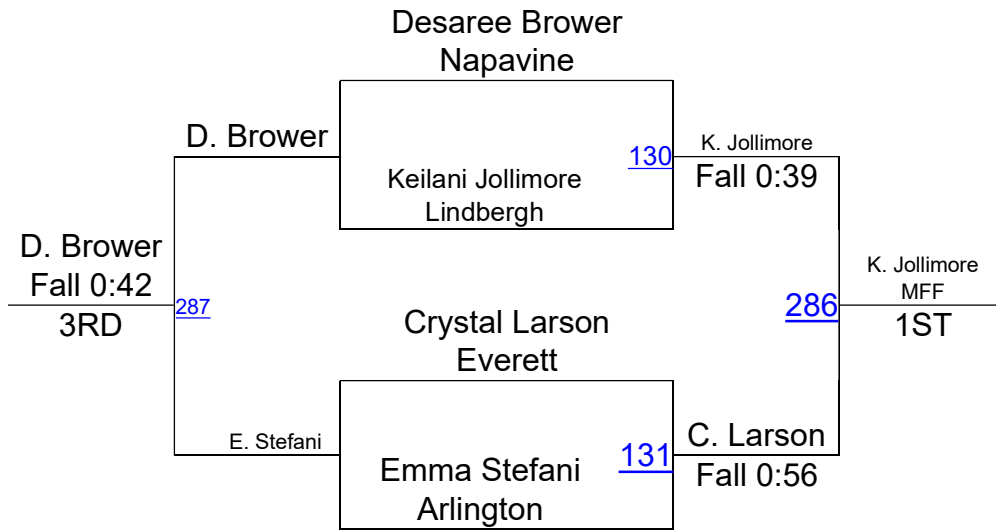 Desaree Brower
Napavine
D. Brower
130
K. Jollimore
Fall 0:39
Keilani Jollimore
Lindbergh
D. Brower
Fall 0:42
3RD
287
K. Jollimore
MFF
1ST
286
Crystal Larson
Everett
E. Stefani
131
C. Larson
Fall 0:56
Emma Stefani
Arlington